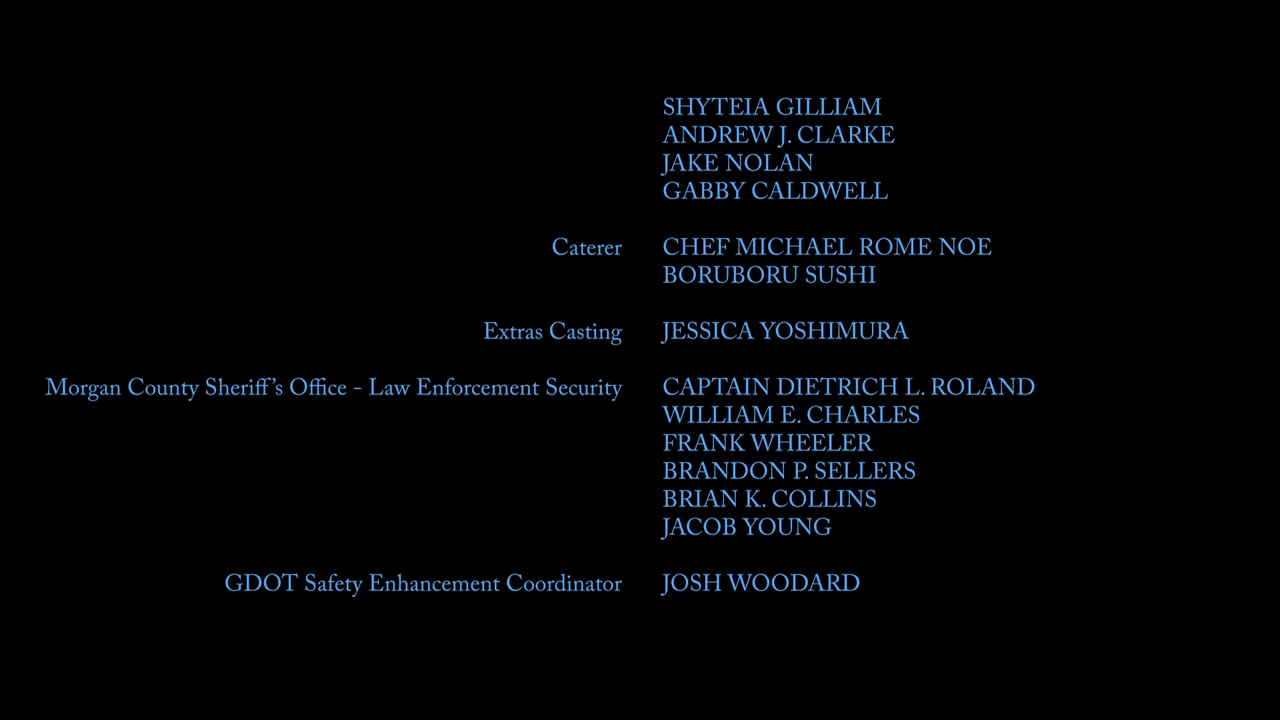 SHYTEIA GILLIAM
ANDREW J. CLARKE
JAKE NOLAN
GABBY CALDWELL
Caterer CHEF MICHAEL ROME NOE
BORUBORU SUSHI
Extras Casting JESSICA YOSHIMURA
Morgan County Sheriff’s Office - Law Enforcement Security CAPTAIN DIETRICH L. ROLAND
WILLIAM E. CHARLES
FRANK WHEELER
BRANDON P. SELLERS
BRIAN K. COLLINS
JACOB YOUNG
GDOT Safety Enhancement Coordinator JOSH WOODARD